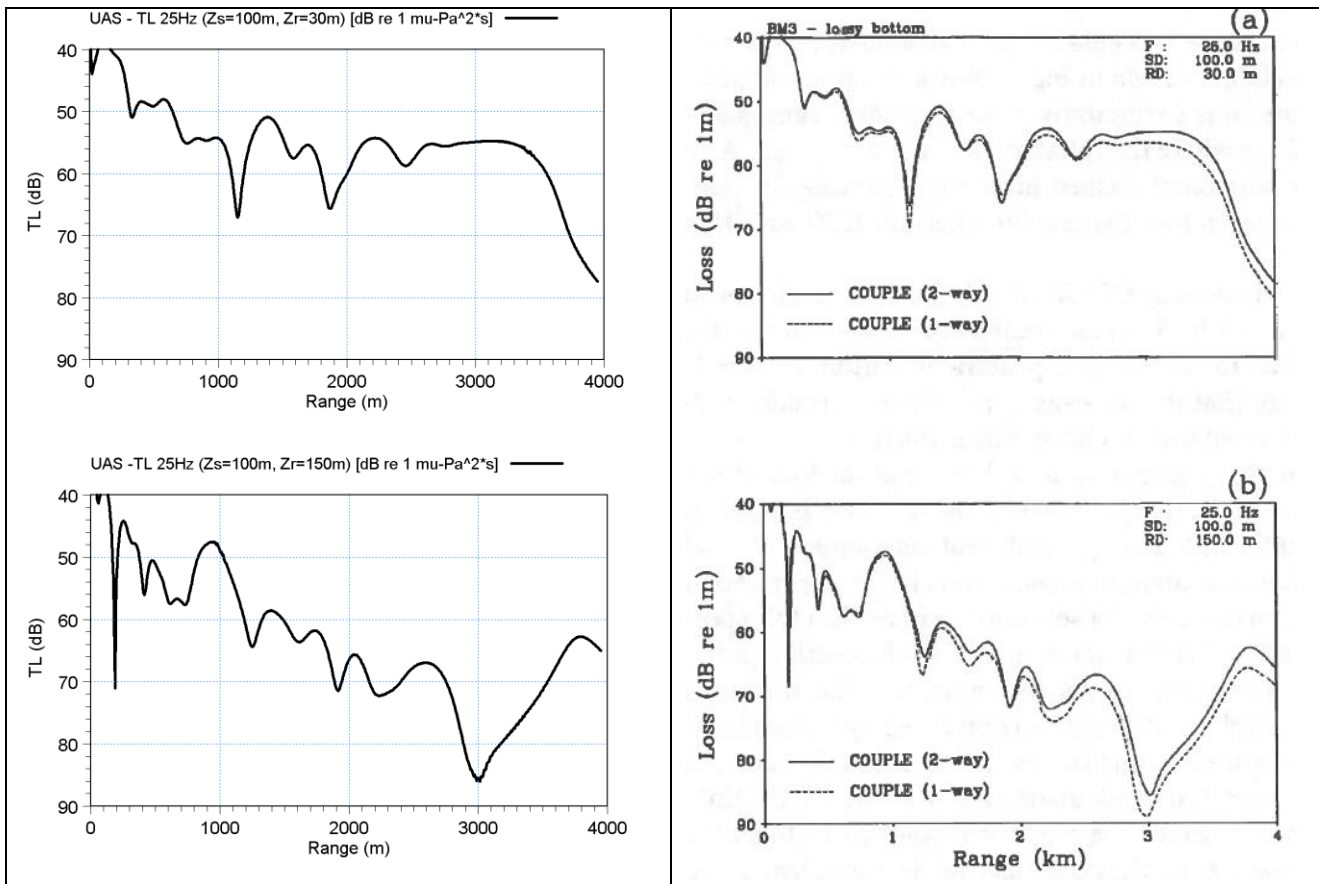 UAS - TL 25Hz (Zs=100m, Zr=30m) [dB re 1 mu-Pa^2*s]
40
50
60
70
80
90
TL (dB)
0 1000 2000 3000 4000
Range (m)
UAS -TL 25Hz (Zs=100m, Zr=150m) [dB re 1 mu-Pa^2*s]
40
50
60
70
80
90
TL (dB)
0 1000 2000 3000 4000
Range (m)
(a)
BM3 - lossy bottom
F : 25.0 Hz
SD: 100.0 m
RD: 30.0 m
40
50
60
70
80
90
Loss (dB re 1m)
COUPLE (2-way)
COUPLE (1-way)
(b)
F : 25.0 Hz
SD: 100.0 m
RD: 150.0 m
40
50
60
70
80
90
Loss (dB re 1m)
COUPLE (2-way)
COUPLE (1-way)
0 1 2 3 4
Range (km)